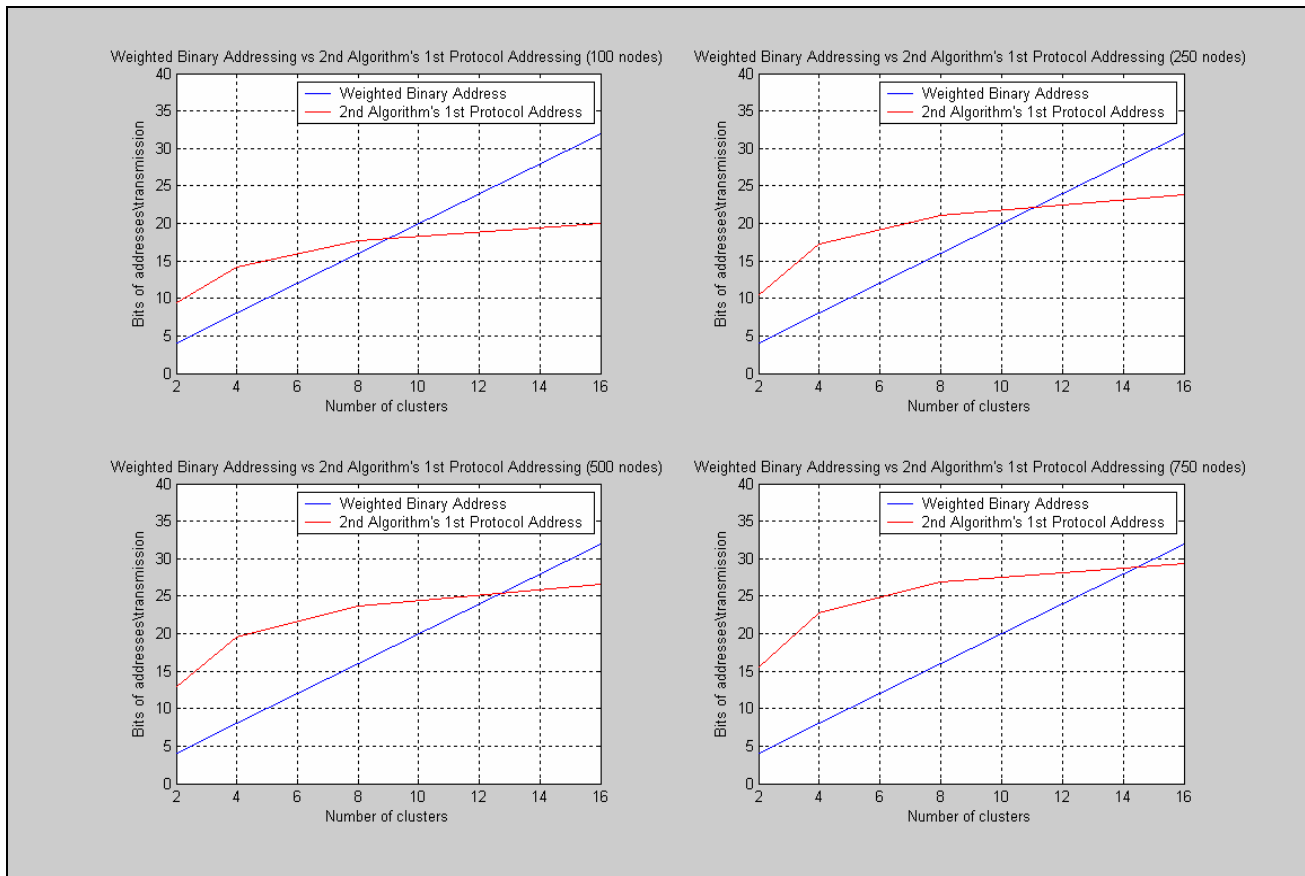 Weighted Binary Addressing vs 2nd Algorithm's 1st Protocol Addressing (100 nodes)
40
35
30
25
20
15
10
5
0
Bits of addresses\transmission
Weighted Binary Address
2nd Algorithm's 1st Protocol Address
2 4 6 8 10 12 14 16
Number of clusters
Weighted Binary Addressing vs 2nd Algorithm's 1st Protocol Addressing (250 nodes)
40
35
30
25
20
15
10
5
0
Bits of addresses\transmission
Weighted Binary Address
2nd Algorithm's 1st Protocol Address
2 4 6 8 10 12 14 16
Number of clusters
Weighted Binary Addressing vs 2nd Algorithm's 1st Protocol Addressing (500 nodes)
40
35
30
25
20
15
10
5
0
Bits of addresses\transmission
Weighted Binary Address
2nd Algorithm's 1st Protocol Address
2 4 6 8 10 12 14 16
Number of clusters
Weighted Binary Addressing vs 2nd Algorithm's 1st Protocol Addressing (750 nodes)
40
35
30
25
20
15
10
5
0
Bits of addresses\transmission
Weighted Binary Address
2nd Algorithm's 1st Protocol Address
2 4 6 8 10 12 14 16
Number of clusters